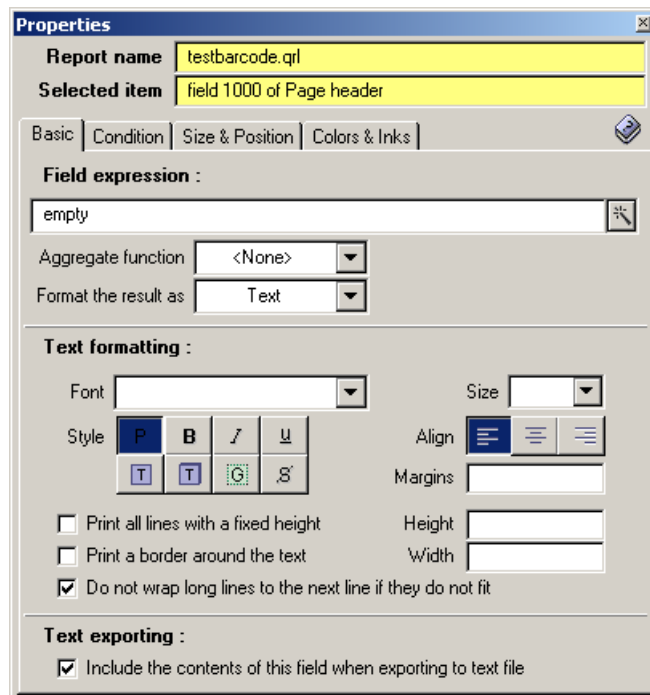 Properties
Report name testbarcode.qrl
Selected item field 1000 of Page header
Basic Condition Size & Position Colors & Inks
Field expression :
empty
Aggregate function <None>
Format the result as Text
Text formatting :
Font Size
Style P B I U Align
T T G S Margins
Print all lines with a fixed height Height
Print a border around the text Width
Do not wrap long lines to the next line if they do not fit
Text exporting :
Include the contents of this field when exporting to text file